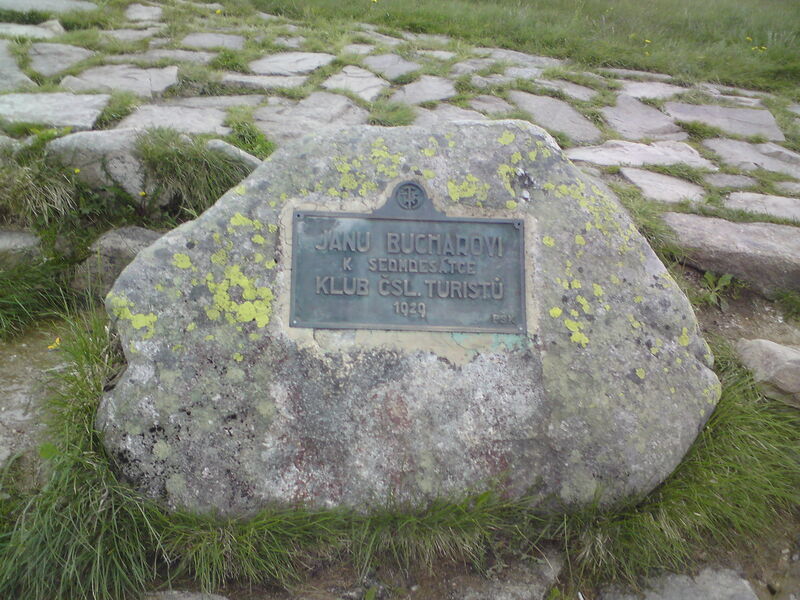 JANU BUCHAROVI
K SEDMDESÁTCE
KLUB ČSL. TURISTŮ
1929